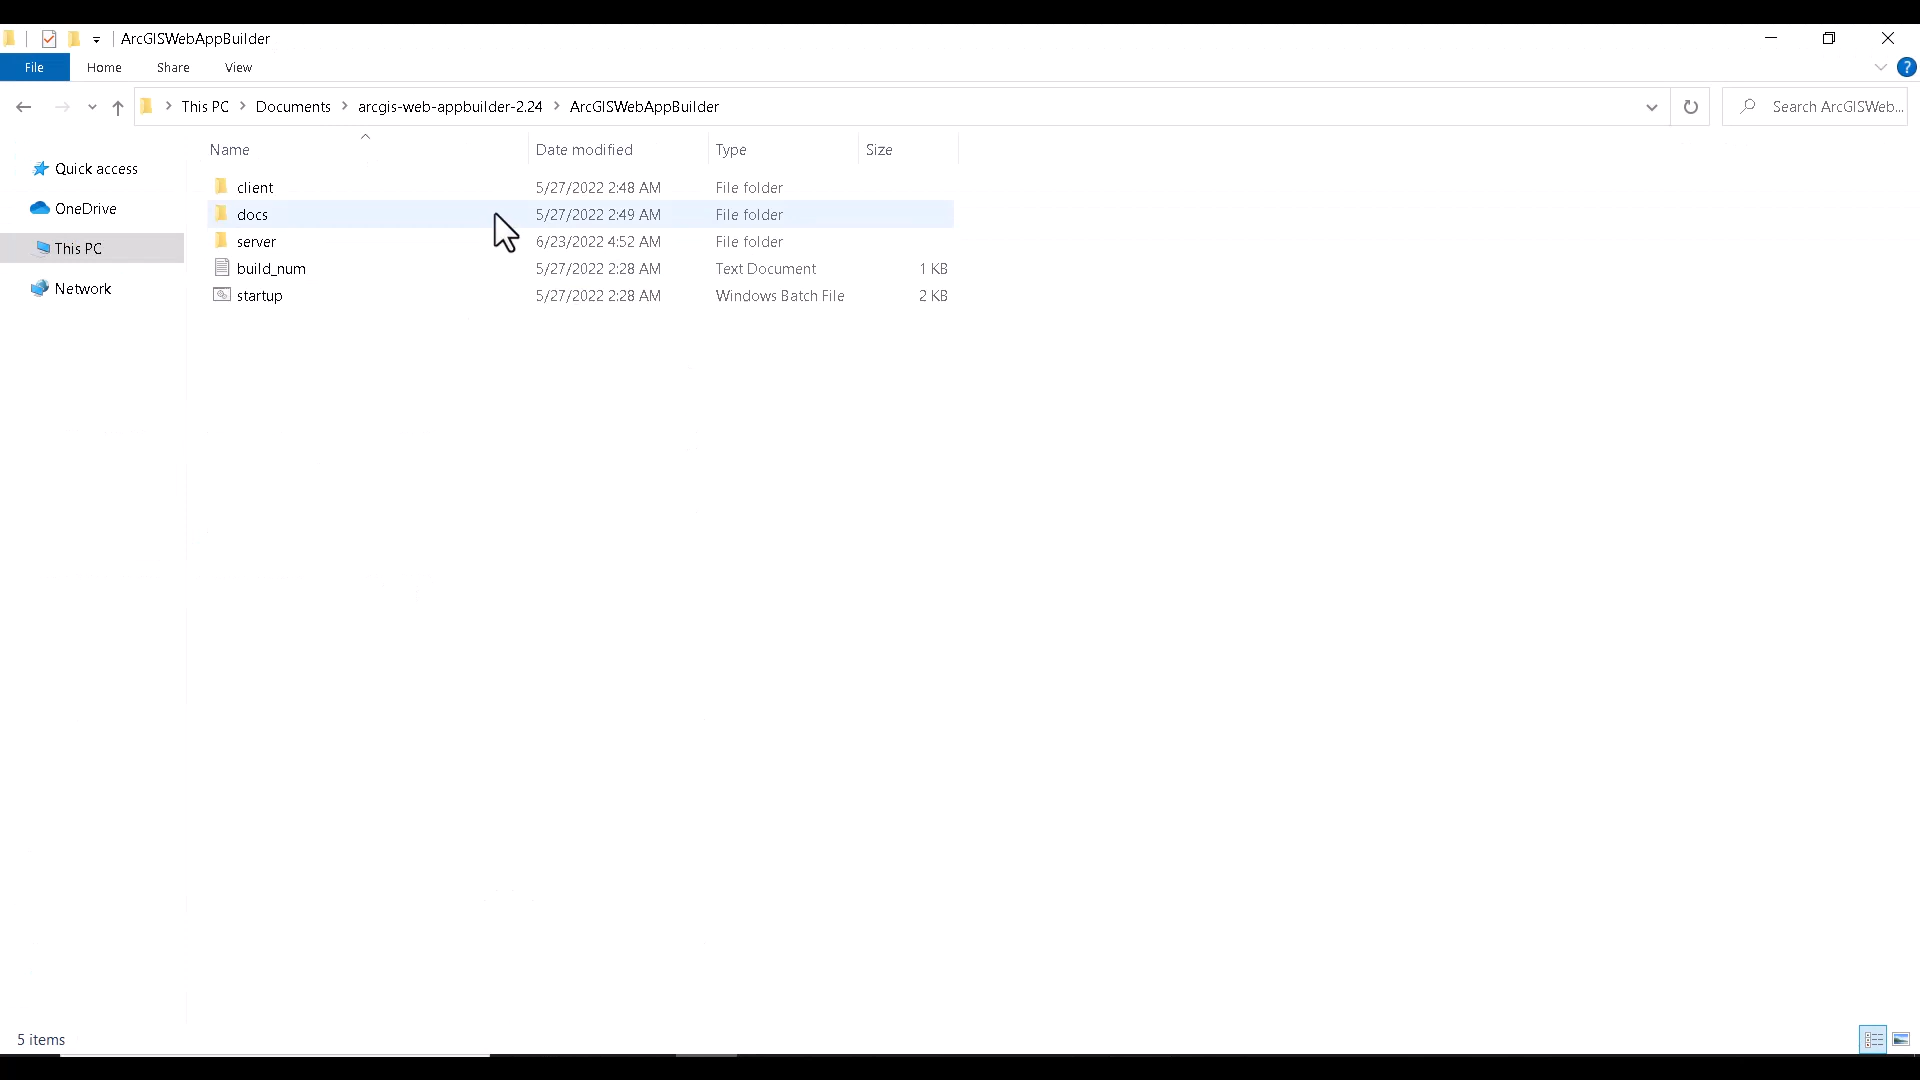 ArcGISWebAppBuilder
File Home Share View
?
This PC Documents arcgis-web-appbuilder-2.24 ArcGISWebAppBuilder Search ArcGISWeb...
Name Date modified Type Size
Quick access
OneDrive
This PC
Network
client 5/27/2022 2:48 AM File folder
docs 5/27/2022 2:49 AM File folder
server 6/23/2022 4:52 AM File folder
build_num 5/27/2022 2:28 AM Text Document 1 KB
startup 5/27/2022 2:28 AM Windows Batch File 2 KB
5 items